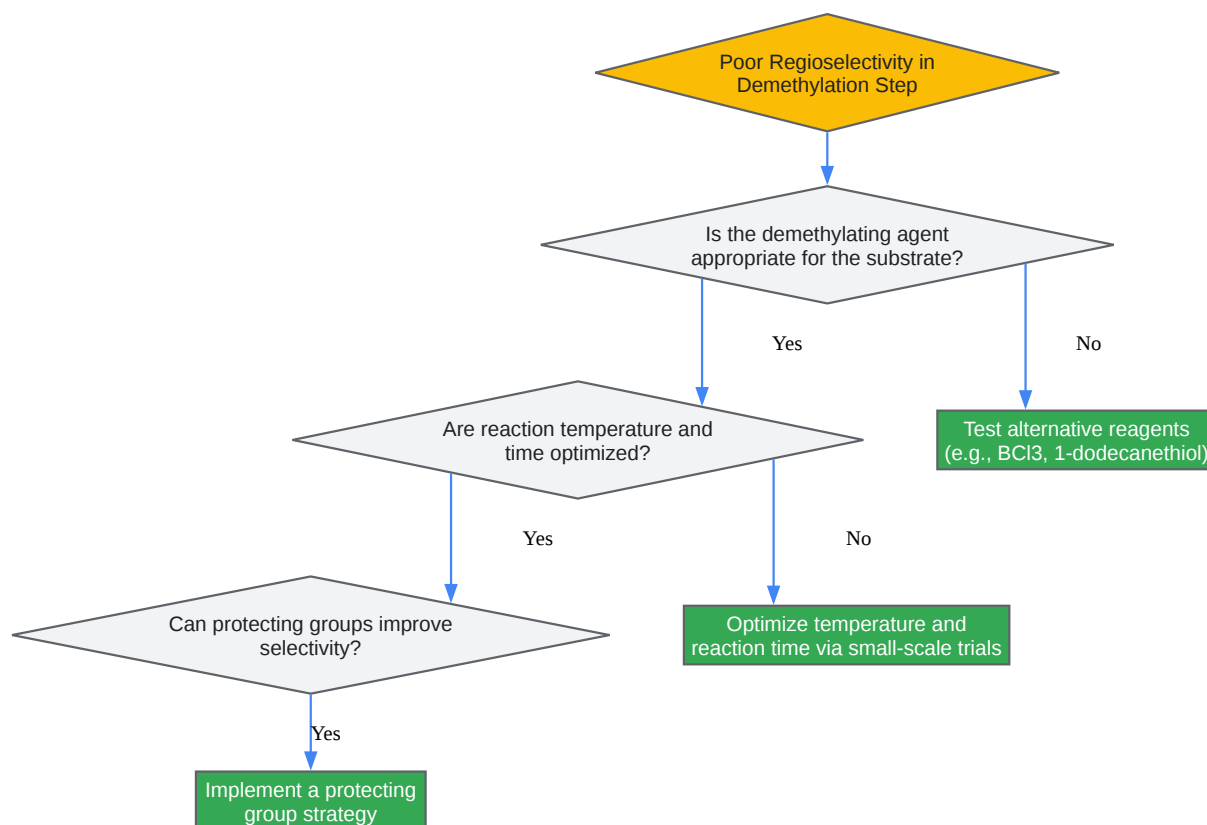 Poor Regioselectivity in
Demethylation Step
Is the demethylating agent
appropriate for the substrate?
Yes
No
Are reaction temperature and
time optimized?
Test alternative reagents
(e.g., BCl3, 1-dodecanethiol)
Yes
No
Can protecting groups improve
selectivity?
Optimize temperature and
reaction time via small-scale trials
Yes
Implement a protecting
group strategy